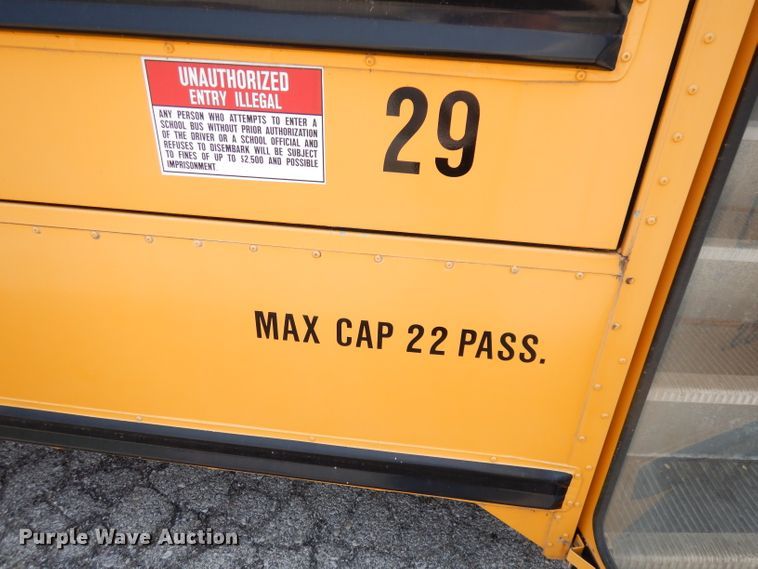 UNAUTHORIZED
ENTRY ILLEGAL
ANY PERSON WHO ATTEMPTS TO ENTER A
SCHOOL BUS WITHOUT PRIOR AUTHORIZATION
OF THE DRIVER OR A SCHOOL OFFICIAL AND
REFUSES TO DISEMBARK WILL BE SUBJECT
TO FINES OF UP TO $2,500 AND POSSIBLE
IMPRISONMENT.
29
MAX CAP 22 PASS.
Purple Wave Auction